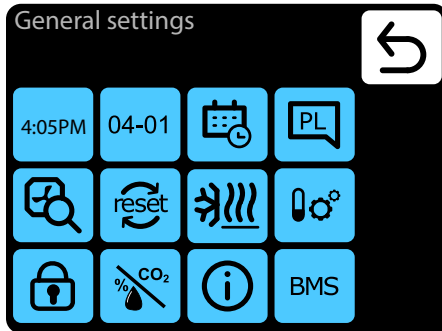 General settings
4:05PM
04-01
PL
reset
% CO₂
BMS